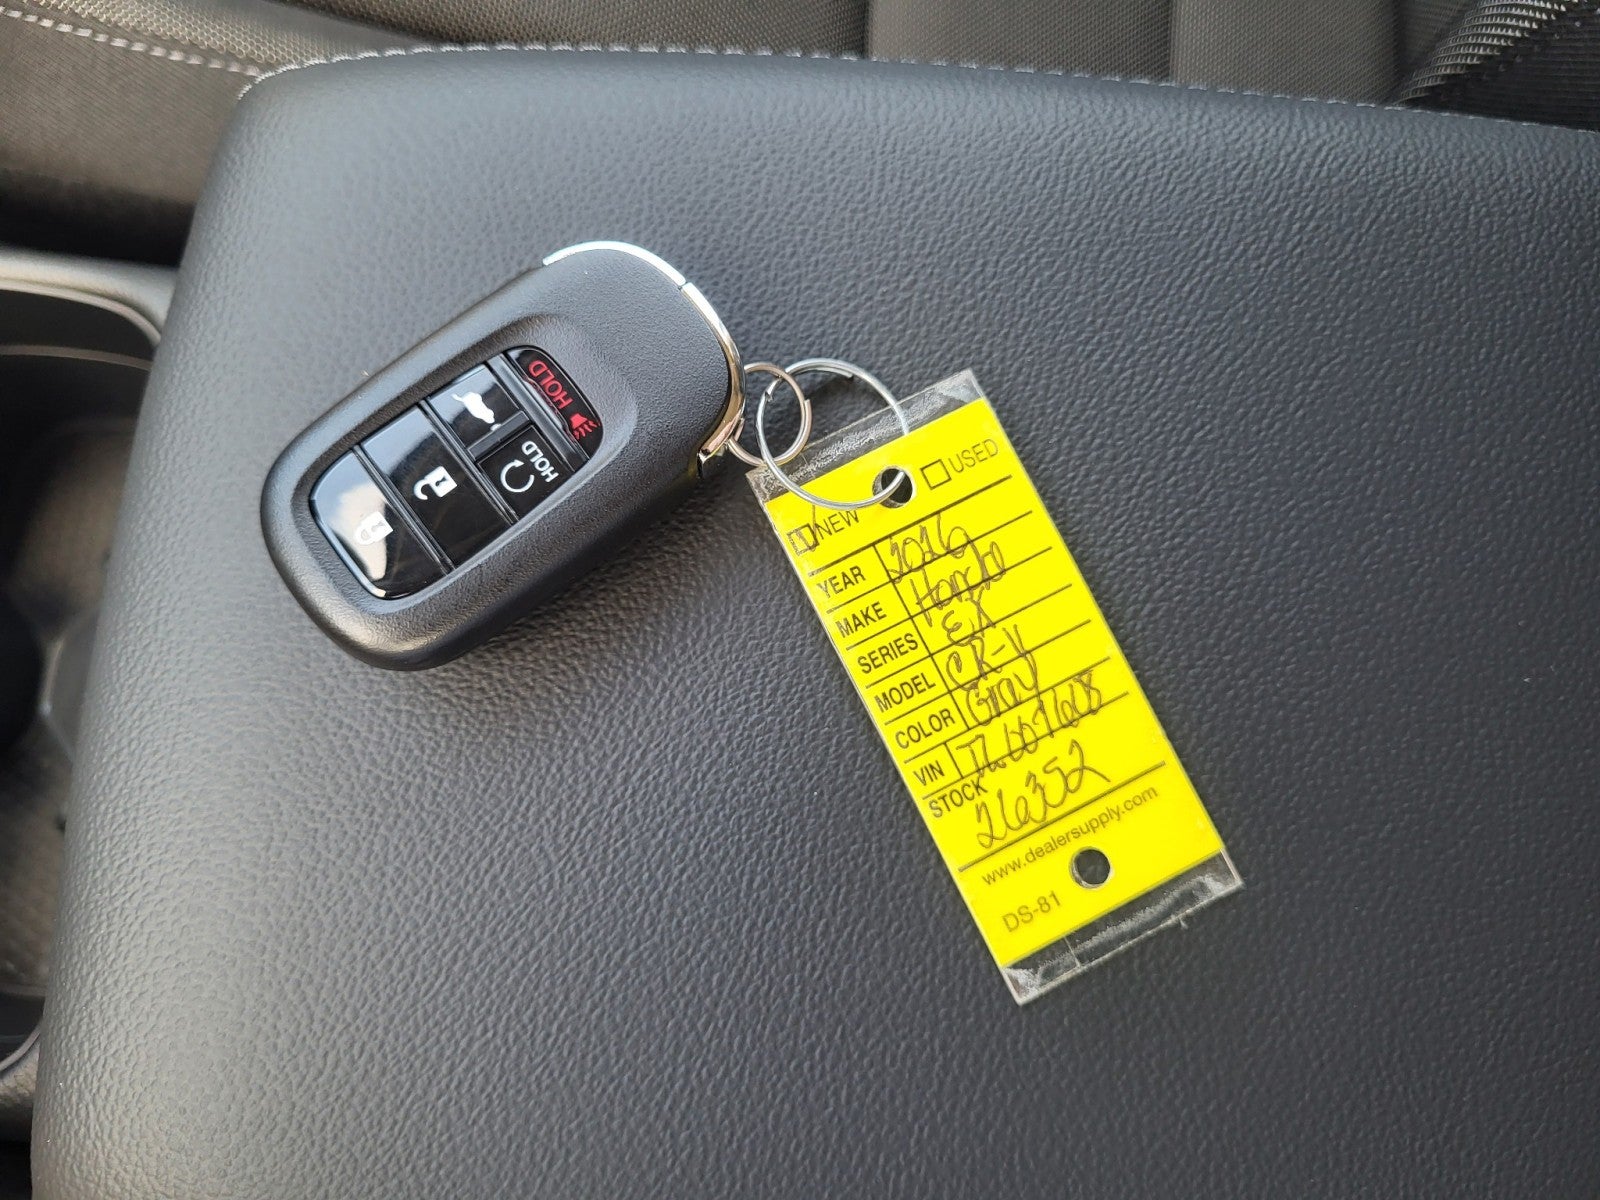 HOLD
HOLD
USED
NEW
YEAR 2026
MAKE Honda
SERIES EX
MODEL CR-V
COLOR Gray
VIN
STOCK
26352
www.dealersupply.com
DS-81